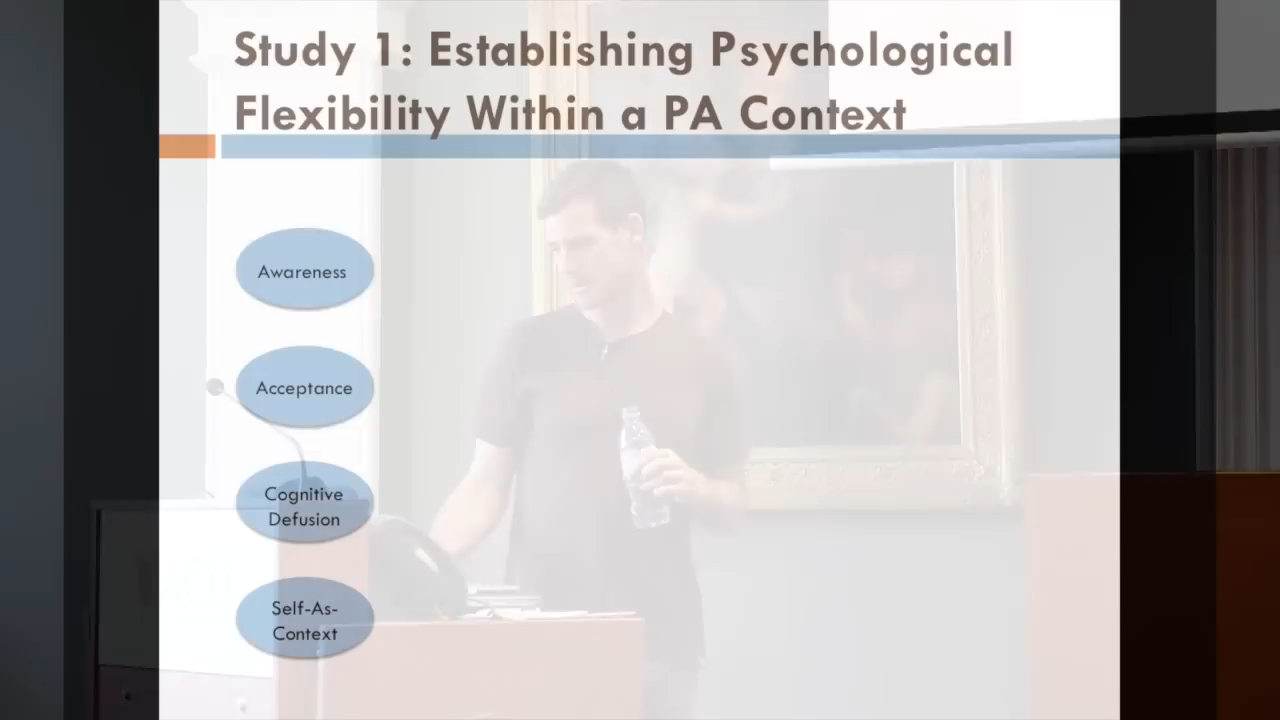 Study 1: Establishing Psychological
Flexibility Within a PA Context
Awareness
Acceptance
Cognitive
Defusion
Self-As-
Context